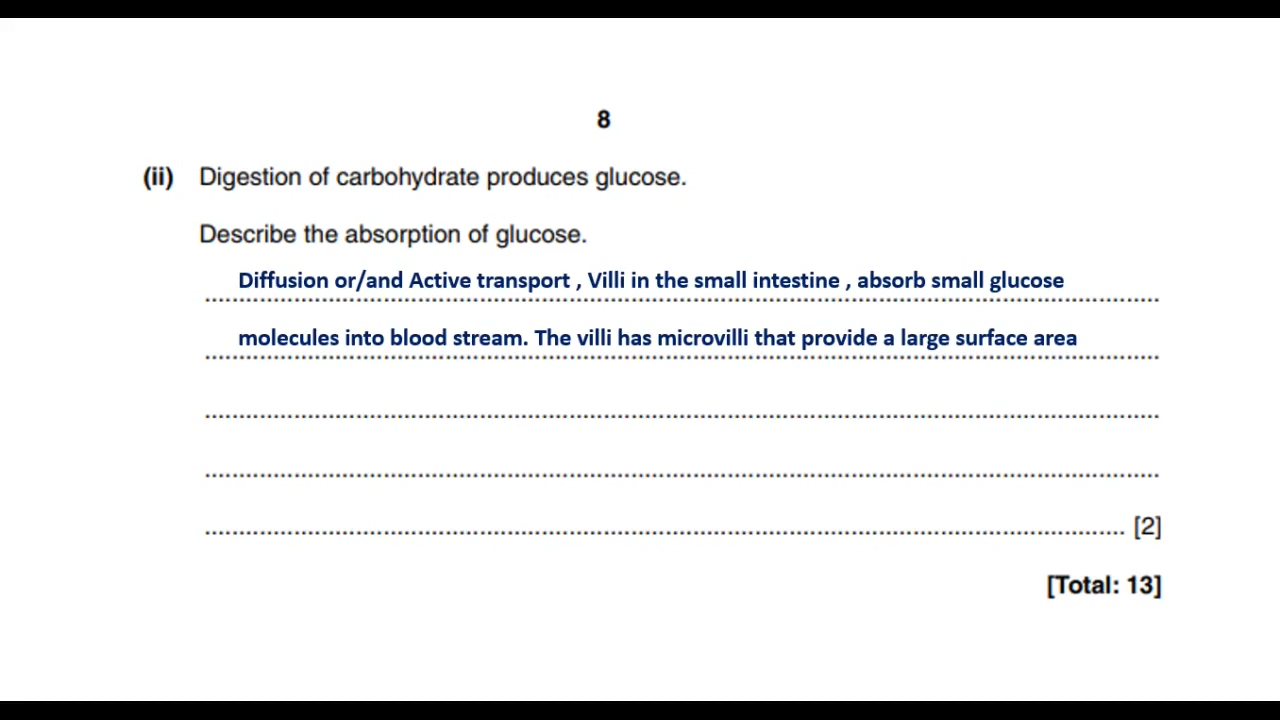 8
(ii) Digestion of carbohydrate produces glucose.
Describe the absorption of glucose.
Diffusion or/and Active transport , Villi in the small intestine , absorb small glucose
molecules into blood stream. The villi has microvilli that provide a large surface area
[2]
[Total: 13]